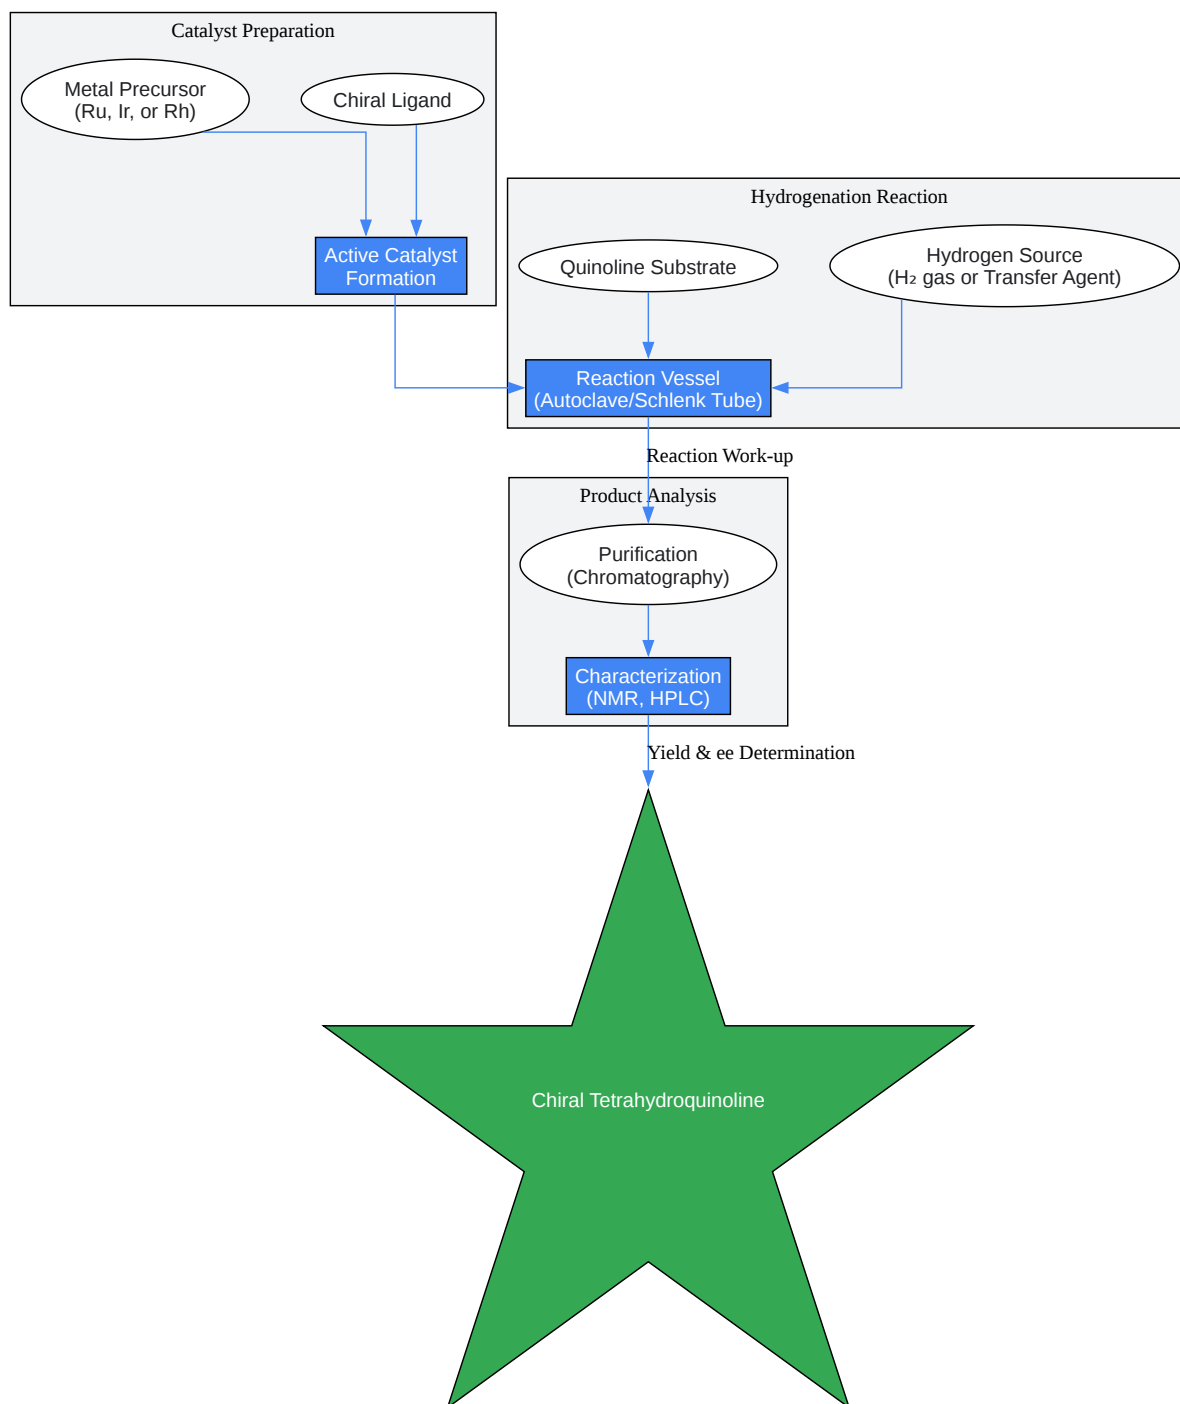 Catalyst Preparation
Metal Precursor
(Ru, Ir, or Rh)
Chiral Ligand
Active Catalyst
Formation
Hydrogenation Reaction
Quinoline Substrate
Hydrogen Source
(H₂ gas or Transfer Agent)
Reaction Vessel
(Autoclave/Schlenk Tube)
Reaction Work-up
Product Analysis
Purification
(Chromatography)
Characterization
(NMR, HPLC)
Yield & ee Determination
Chiral Tetrahydroquinoline